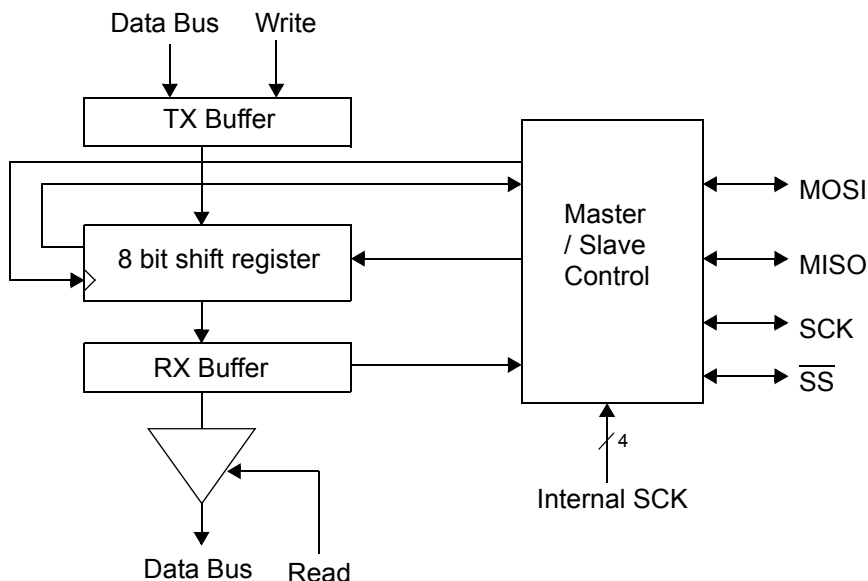 Data Bus Write
TX Buffer
8 bit shift register
RX Buffer
Data Bus Read
Master
/ Slave
Control
MOSI
MISO
SCK
S̅S̅
4
Internal SCK